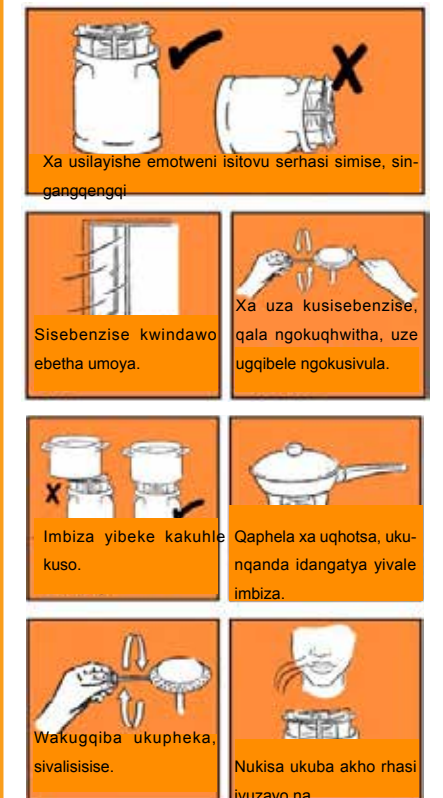 Xa usilayishe emotweni isitovu serhasi simise, sin-
gangqengqi
Sisebenzise kwindawo
ebetha umoya.
Xa uza kusisebenzise,
qala ngokuqhwitha, uze
ugqibele ngokusivula.
Imbiza yibeke kakuhle
kuso.
Qaphela xa uqhotsa, uku-
nqanda idangatya yivale
imbiza.
Wakugqiba ukupheka,
sivalisisise.
Nukisa ukuba akho rhasi
ivuzayo na